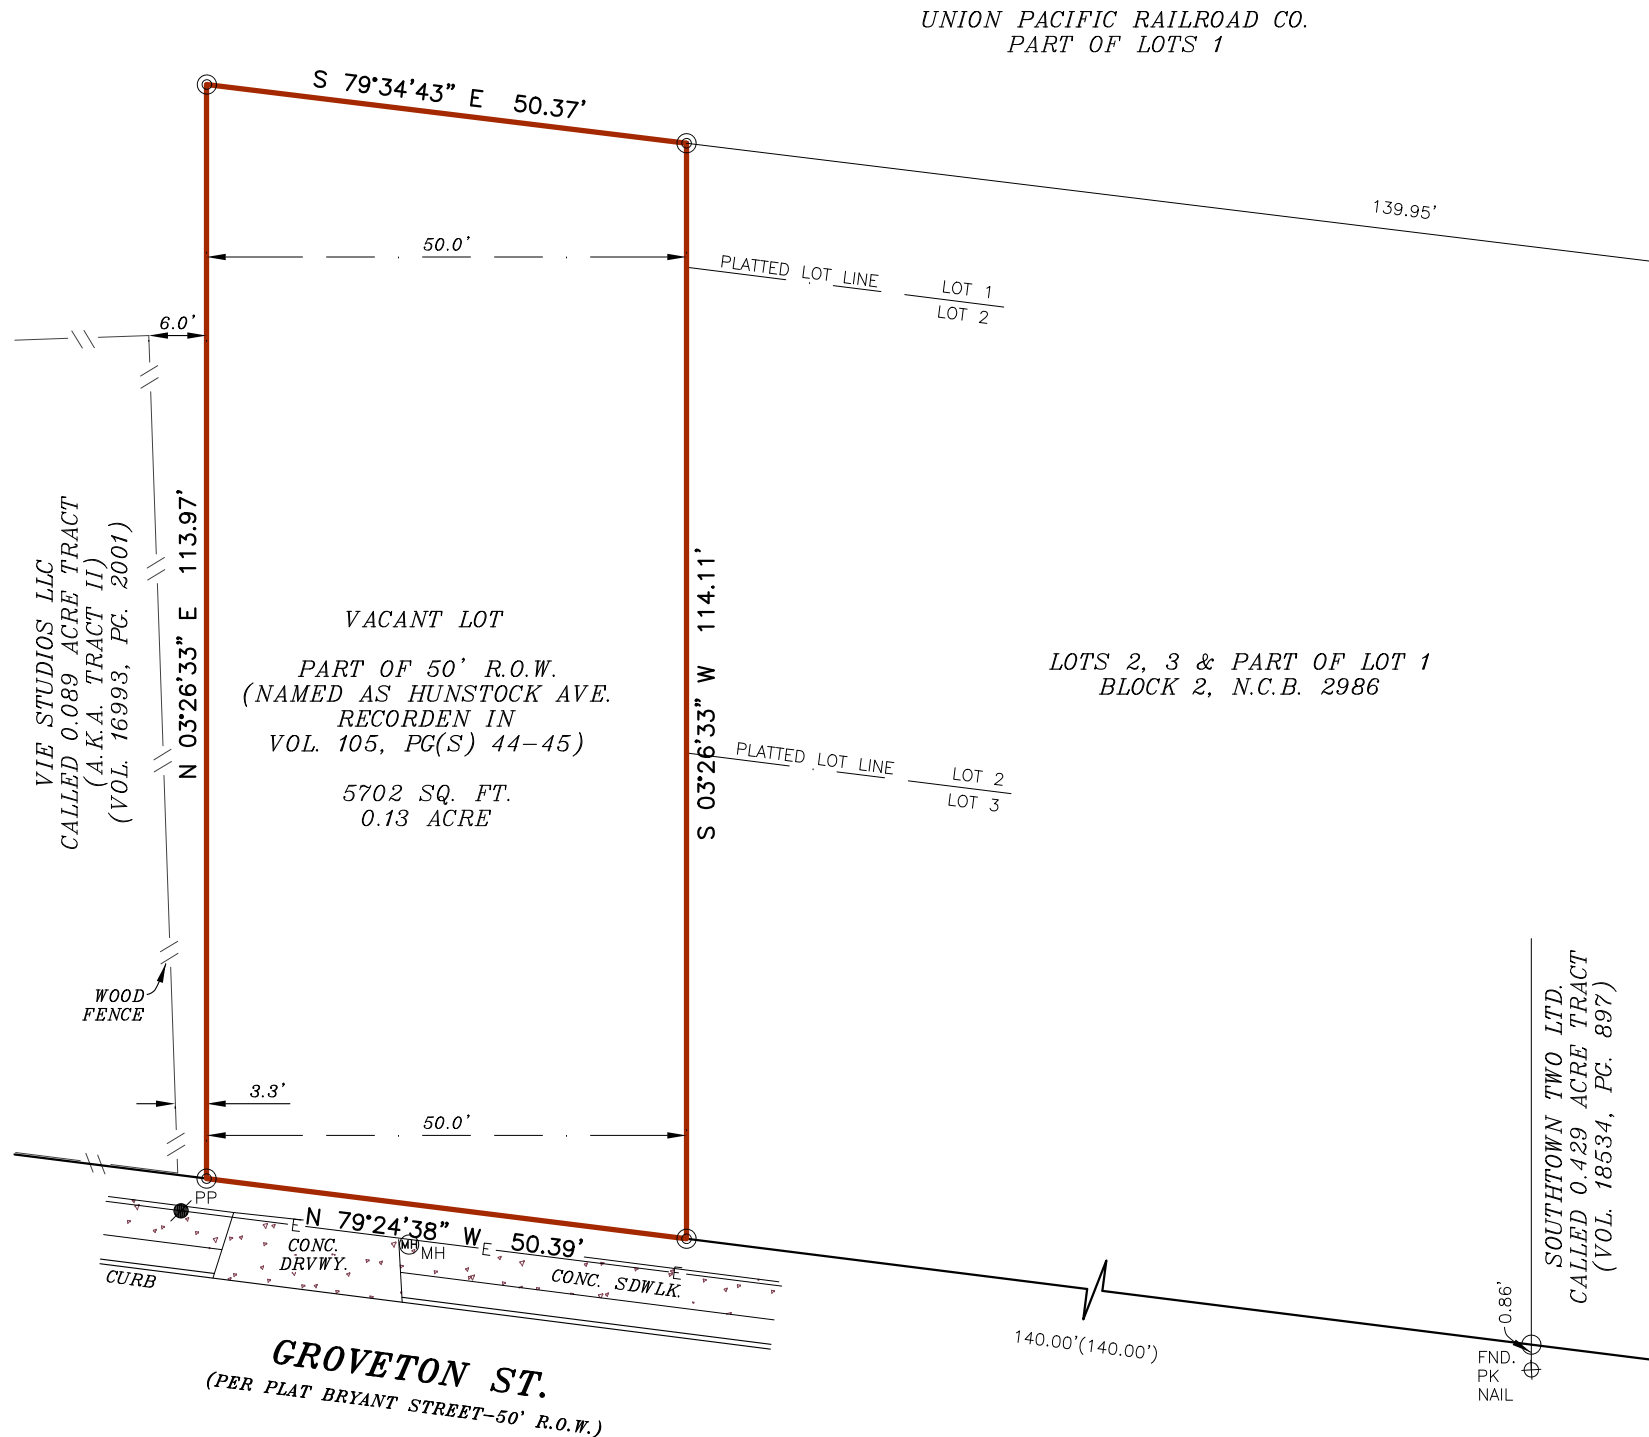 UNION PACIFIC RAILROAD CO.
PART OF LOTS 1
S 79°34'43" E 50.37'
139.95'
50.0'
PLATTED LOT LINE
LOT 1
LOT 2
6.0'
N 03°26'33" E 113.97'
S 03°26'33" W 114.11'
VIE STUDIOS LLC
CALLED 0.089 ACRE TRACT
(A.K.A. TRACT II)
(VOL. 16993, PG. 2001)
VACANT LOT
PART OF 50' R.O.W.
(NAMED AS HUNSTOCK AVE.
RECORDEN IN
VOL. 105, PG(S) 44-45)
5702 SQ. FT.
0.13 ACRE
LOTS 2, 3 & PART OF LOT 1
BLOCK 2, N.C.B. 2986
PLATTED LOT LINE
LOT 2
LOT 3
WOOD
FENCE
3.3'
50.0'
SOUTHTOWN TWO LTD.
CALLED 0.429 ACRE TRACT
(VOL. 18534, PG. 897)
PP
E
N 79°24'38" W 50.39'
E
E
CONC.
DRVWY.
MH
MH
CONC. SDWLK.
CURB
0.86'
140.00'(140.00')
FND.
PK
NAIL
GROVETON ST.
(PER PLAT BRYANT STREET-50' R.O.W.)